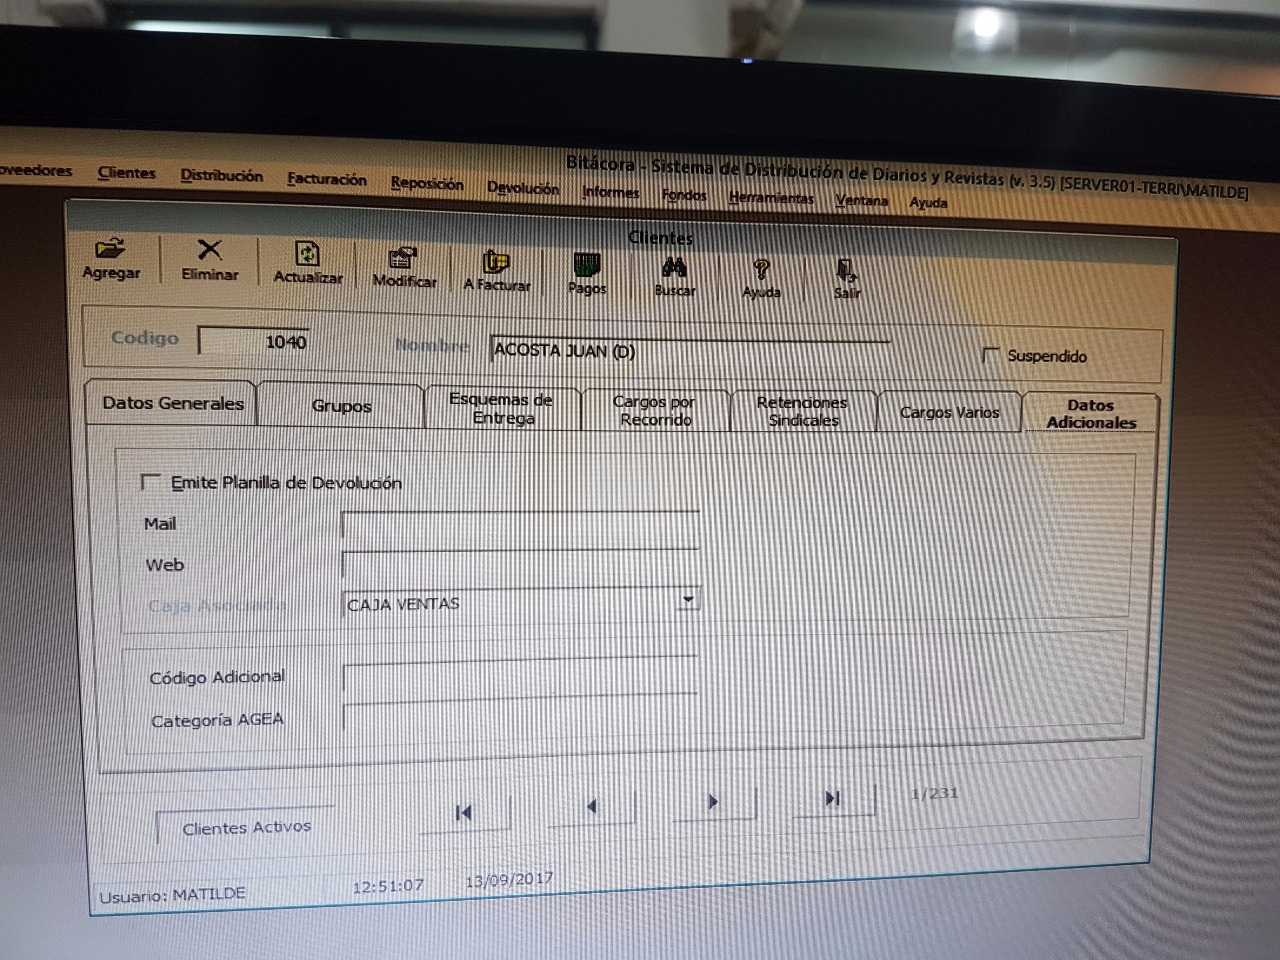 Bitácora - Sistema de Distribución de Diarios y Revistas (v. 3.5) [SERVER01-TERRI\MATILDE]
Clientes Distribución Facturación Reposición Devolución Informes Fondos Herramientas Ventana Ayuda
Clientes
Agregar Eliminar Actualizar Modificar A Facturar Pagos Buscar Ayuda Salir
Codigo 1040 Nombre ACOSTA JUAN (D) Suspendido
Datos Generales Grupos Esquemas de Entrega Cargos por Recorrido Retenciones Sindicales Cargos Varios Datos Adicionales
Emite Planilla de Devolución
Mail
Web
Caja Asociada CAJA VENTAS
Código Adicional
Categoría AGEA
Clientes Activos 1/231
Usuario: MATILDE 12:51:07 13/09/2017